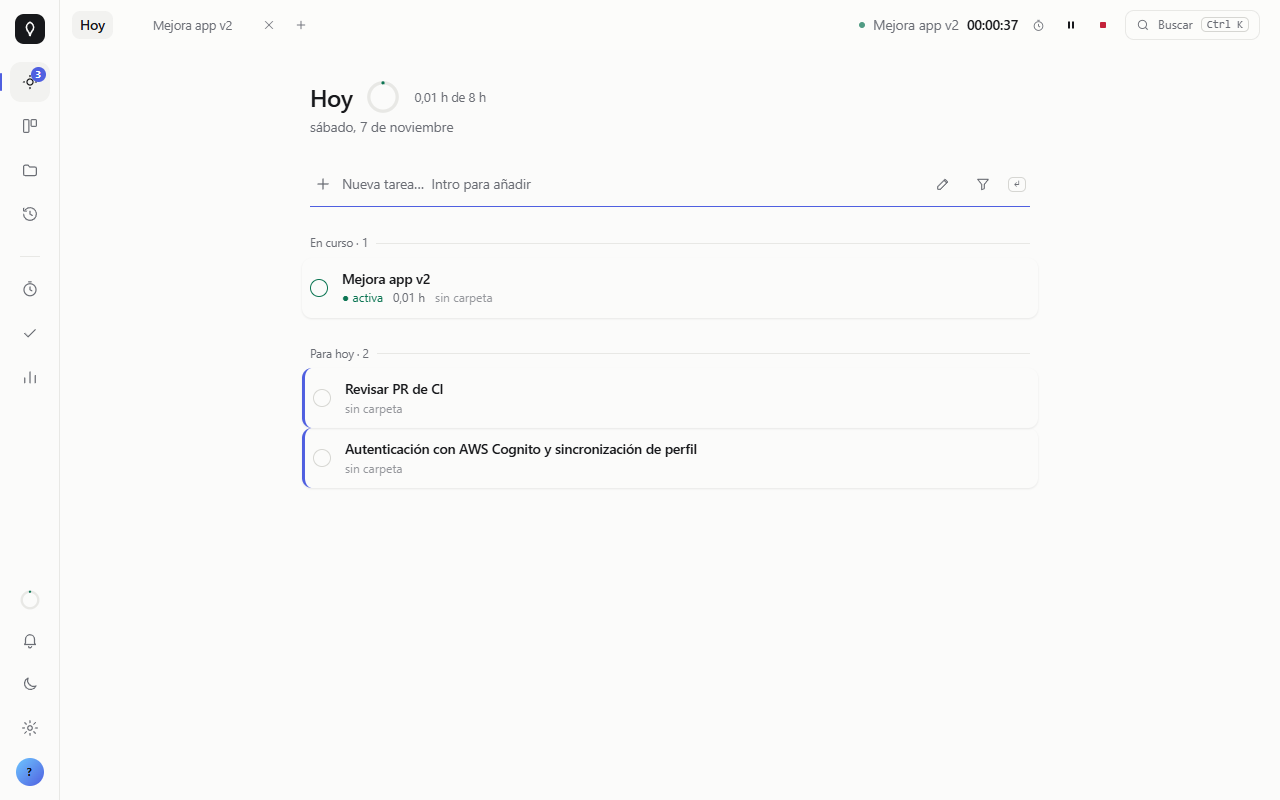 Hoy
Mejora app v2
Mejora app v2 00:00:37
Buscar Ctrl K
3
Hoy
0,01 h de 8 h
sábado, 7 de noviembre
Nueva tarea... Intro para añadir
En curso · 1
Mejora app v2
activa 0,01 h sin carpeta
Para hoy · 2
Revisar PR de CI
sin carpeta
Autenticación con AWS Cognito y sincronización de perfil
sin carpeta
?